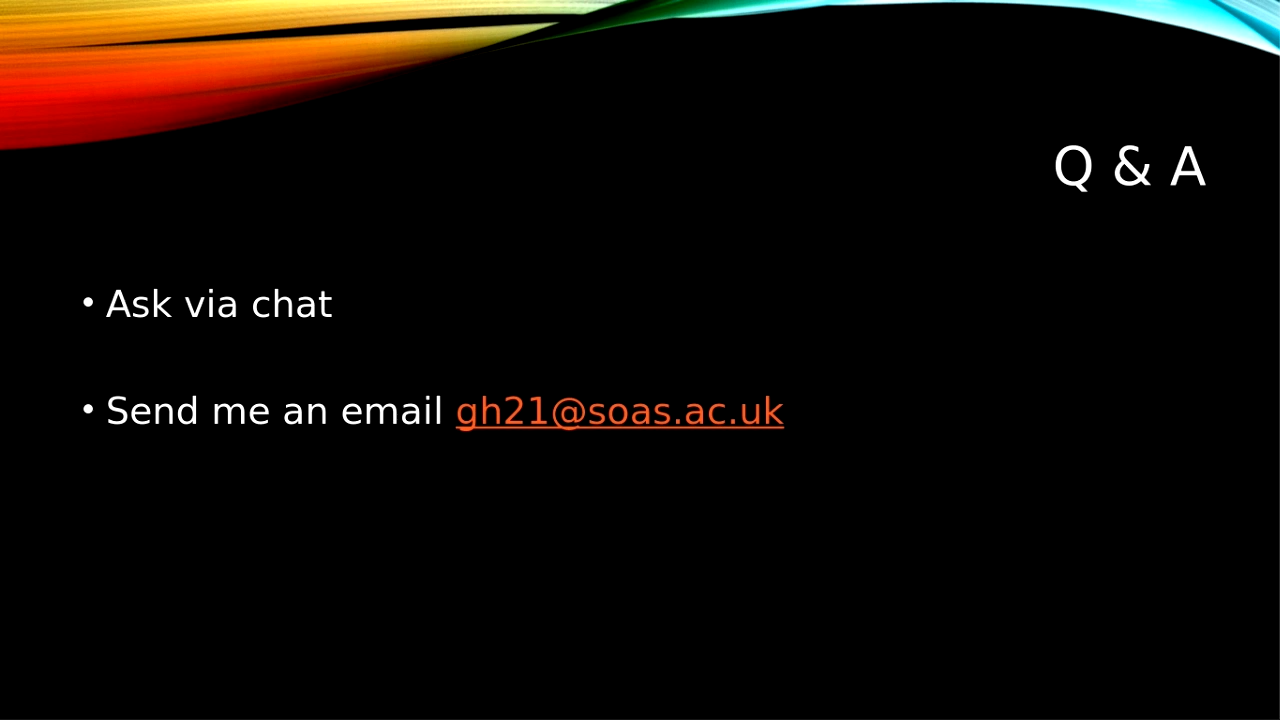 Q & A
• Ask via chat
• Send me an email gh21@soas.ac.uk